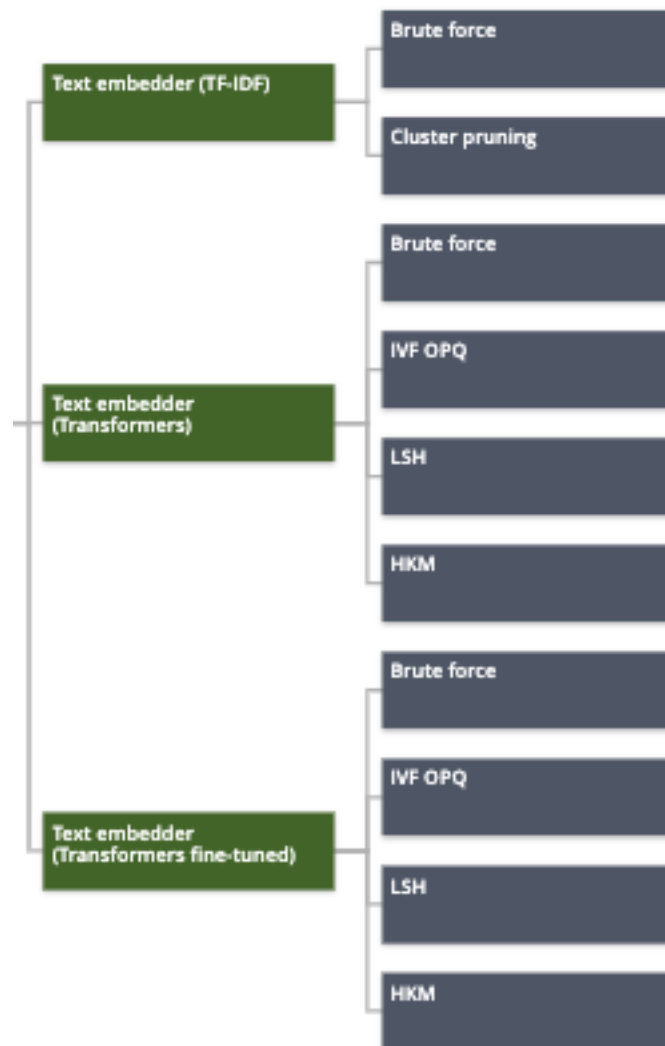 Text embedder (TF-IDF)
Brute force
Cluster pruning
Text embedder
(Transformers)
Brute force
IVF OPQ
LSH
HKM
Text embedder
(Transformers fine-tuned)
Brute force
IVF OPQ
LSH
HKM